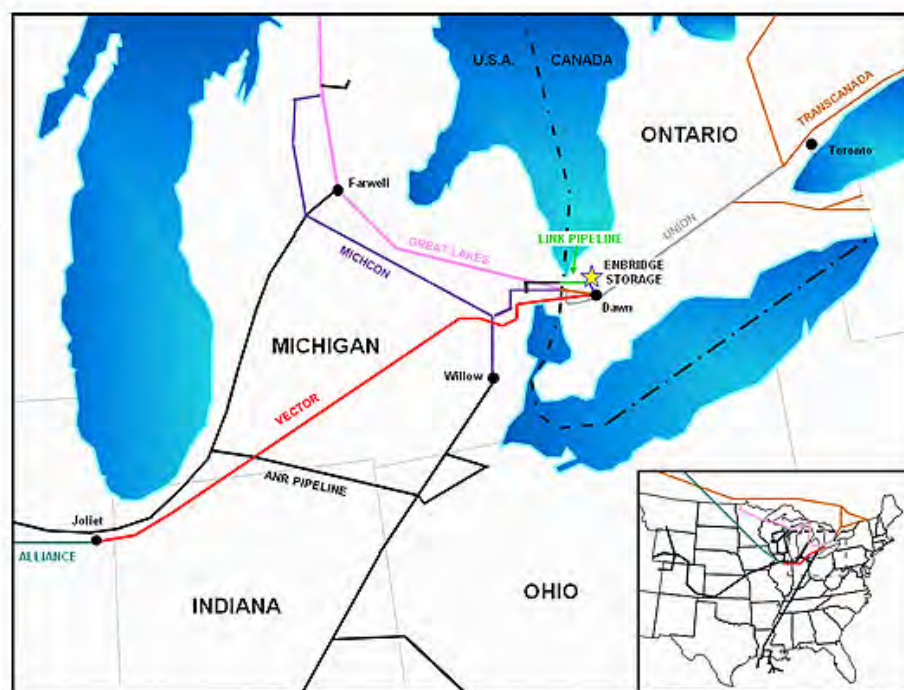 U.S.A.
CANADA
TRANSCANADA
ONTARIO
Toronto
Farwell
UNION
GREAT LAKES
LINK PIPELINE
MICHCON
ENBRIDGE
STORAGE
Dawn
MICHIGAN
Willow
VECTOR
ANR PIPELINE
Joliet
ALLIANCE
INDIANA
OHIO